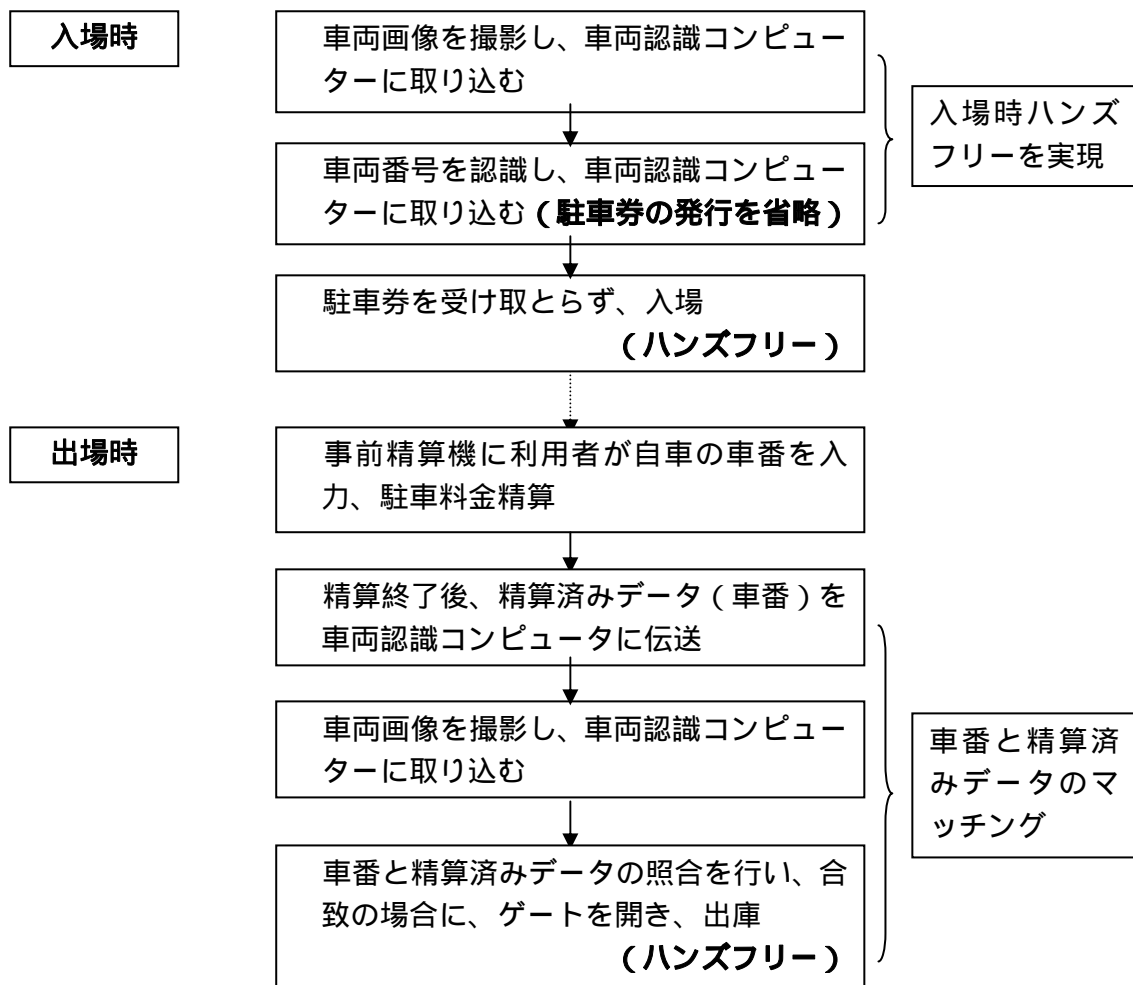 入場時
車両画像を撮影し、車両認識コンピュー
ターに取り込む
車両番号を認識し、車両認識コンピュー
ターに取り込む(駐車券の発行を省略)
入場時ハンズ
フリーを実現
駐車券を受け取とらず、入場
(ハンズフリー)
出場時
事前精算機に利用者が自車の車番を入
力、駐車料金精算
精算終了後、精算済みデータ(車番)を
車両認識コンピュータに伝送
車両画像を撮影し、車両認識コンピュー
ターに取り込む
車番と精算済みデータの照合を行い、合
致の場合に、ゲートを開き、出庫
(ハンズフリー)
車番と精算済
みデータのマ
ッチング